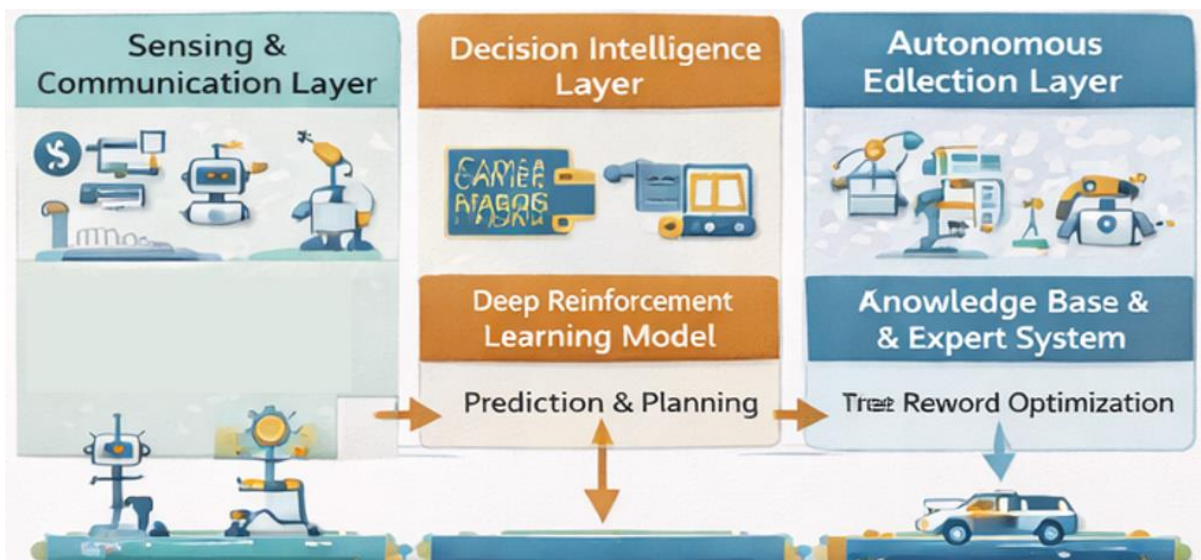 Sensing &
Communication Layer
Decision Intelligence
Layer
Autonomous
Edlection Layer
Deep Reinforcement
Learning Model
Knowledge Base &
& Expert System
Prediction & Planning
Reword Optimization